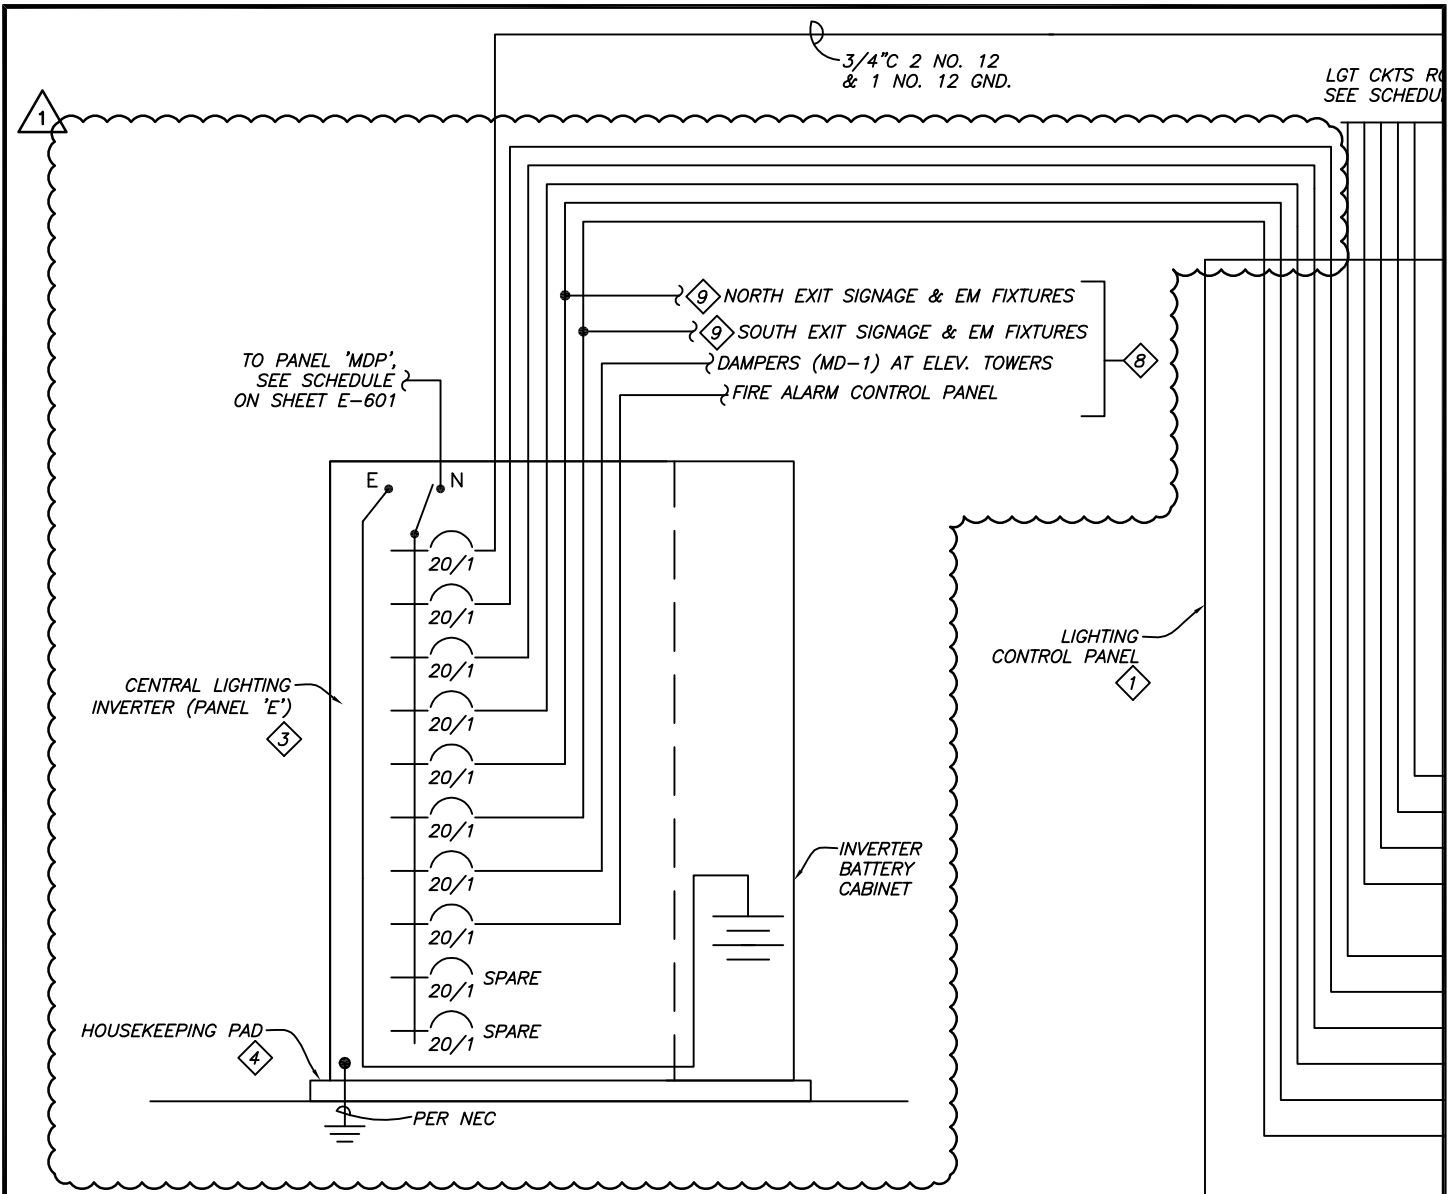 3/4"C 2 NO. 12
& 1 NO. 12 GND.
LGT CKTS
SEE
1
9 NORTH EXIT SIGNAGE & EM FIXTURES
9 SOUTH EXIT SIGNAGE & EM FIXTURES
DAMPERS (MD-1) AT ELEV. TOWERS
FIRE ALARM CONTROL PANEL
8
TO PANEL 'MDP',
SEE SCHEDULE
ON SHEET E-601
E
N
20/1
20/1
20/1
20/1
20/1
20/1
20/1
20/1
20/1 SPARE
20/1 SPARE
CENTRAL LIGHTING
INVERTER (PANEL 'E')
3
LIGHTING
CONTROL PANEL
1
INVERTER
BATTERY
CABINET
HOUSEKEEPING PAD
4
PER NEC